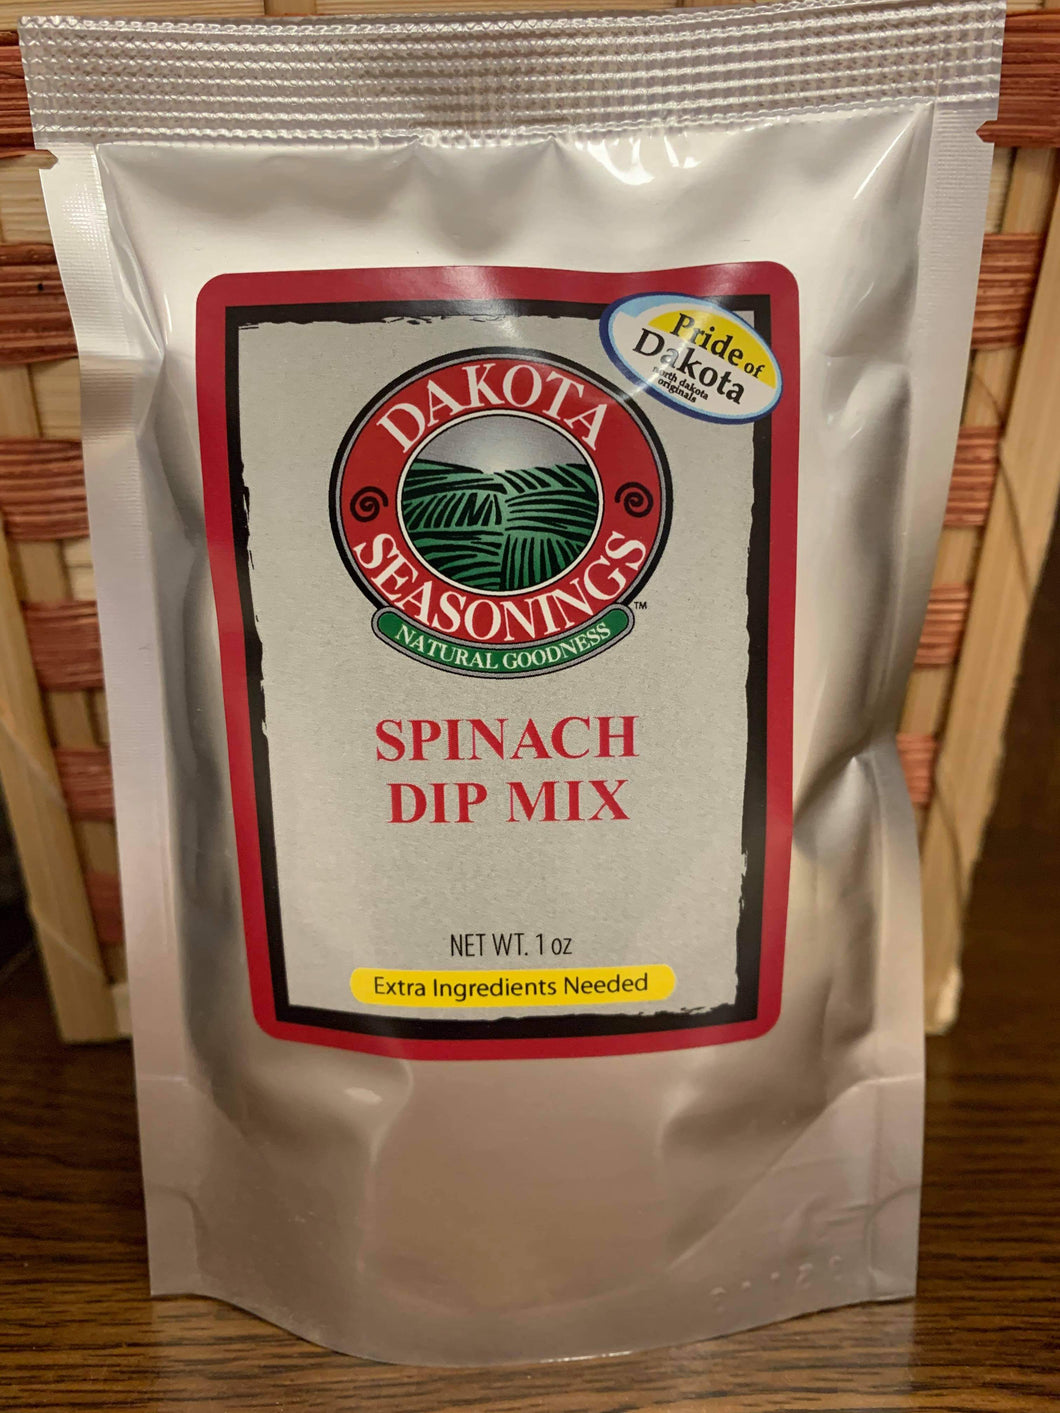 Pride of
Dakota
north dakota
originals
DAKOTA
SEASONINGS™
NATURAL GOODNESS
SPINACH
DIP MIX
NET WT. 1 oz
Extra Ingredients Needed